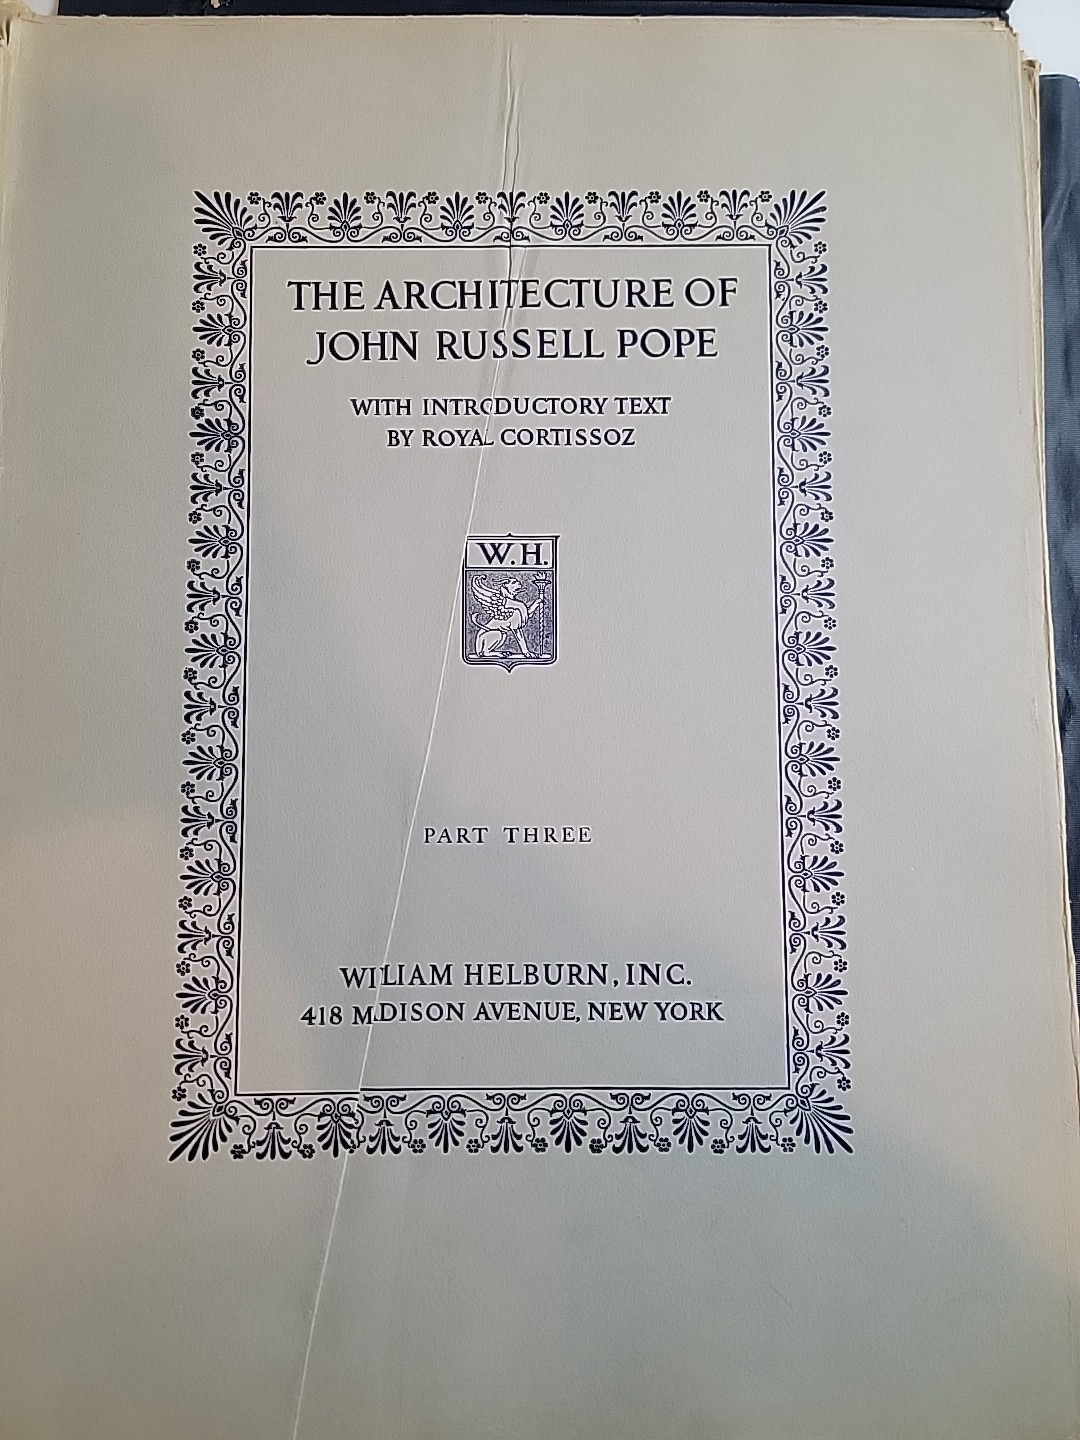 THE ARCHITECTURE OF
JOHN RUSSELL POPE
WITH INTRODUCTORY TEXT
BY ROYAL CORTISSOZ
W.H.
PART THREE
WILLIAM HELBURN, INC.
418 MADISON AVENUE, NEW YORK